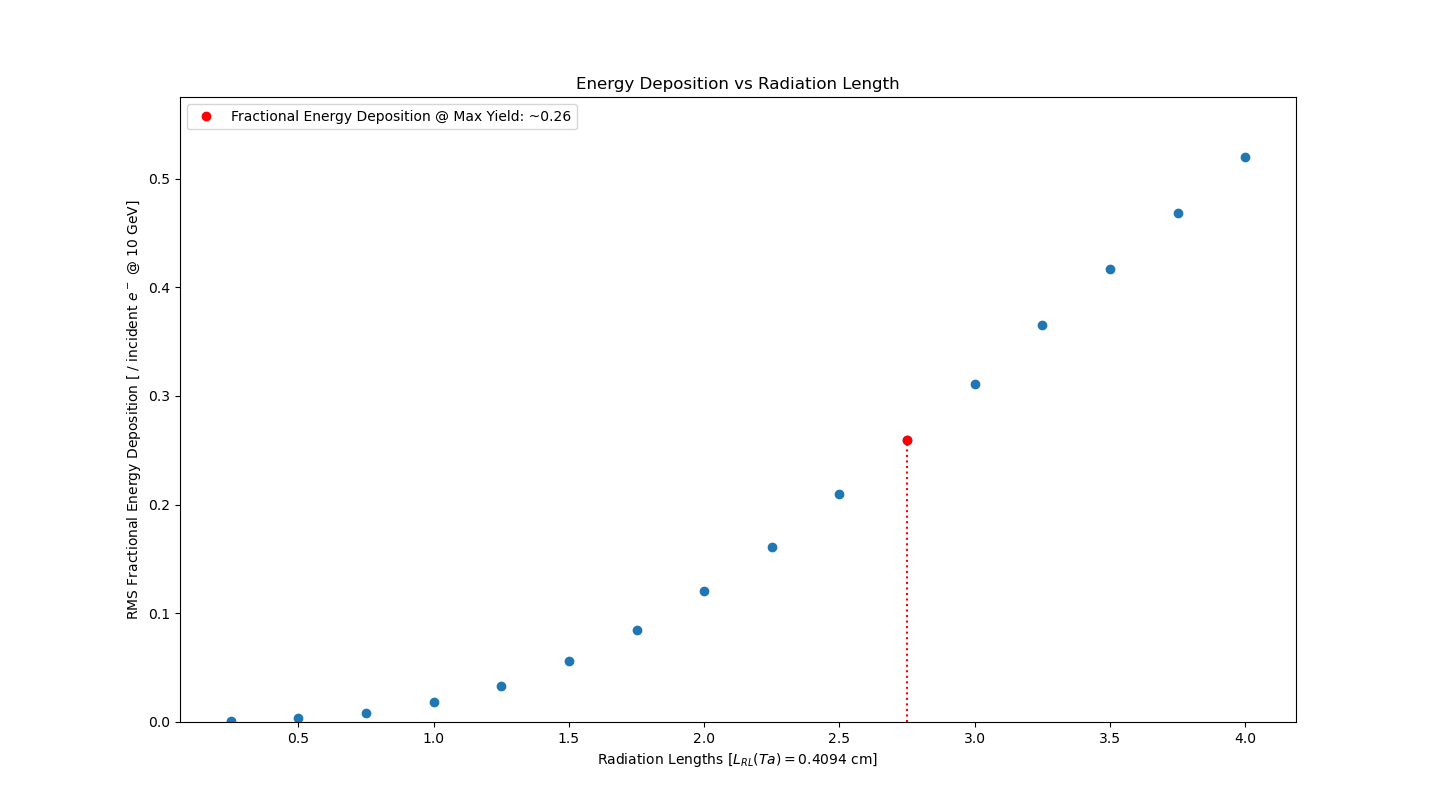 Energy Deposition vs Radiation Length
Fractional Energy Deposition @ Max Yield: ~0.26
RMS Fractional Energy Deposition [ / incident e⁻ @ 10 GeV]
0.5
0.4
0.3
0.2
0.1
0.0
0.5 1.0 1.5 2.0 2.5 3.0 3.5 4.0
Radiation Lengths [L_RL(Ta) = 0.4094 cm]